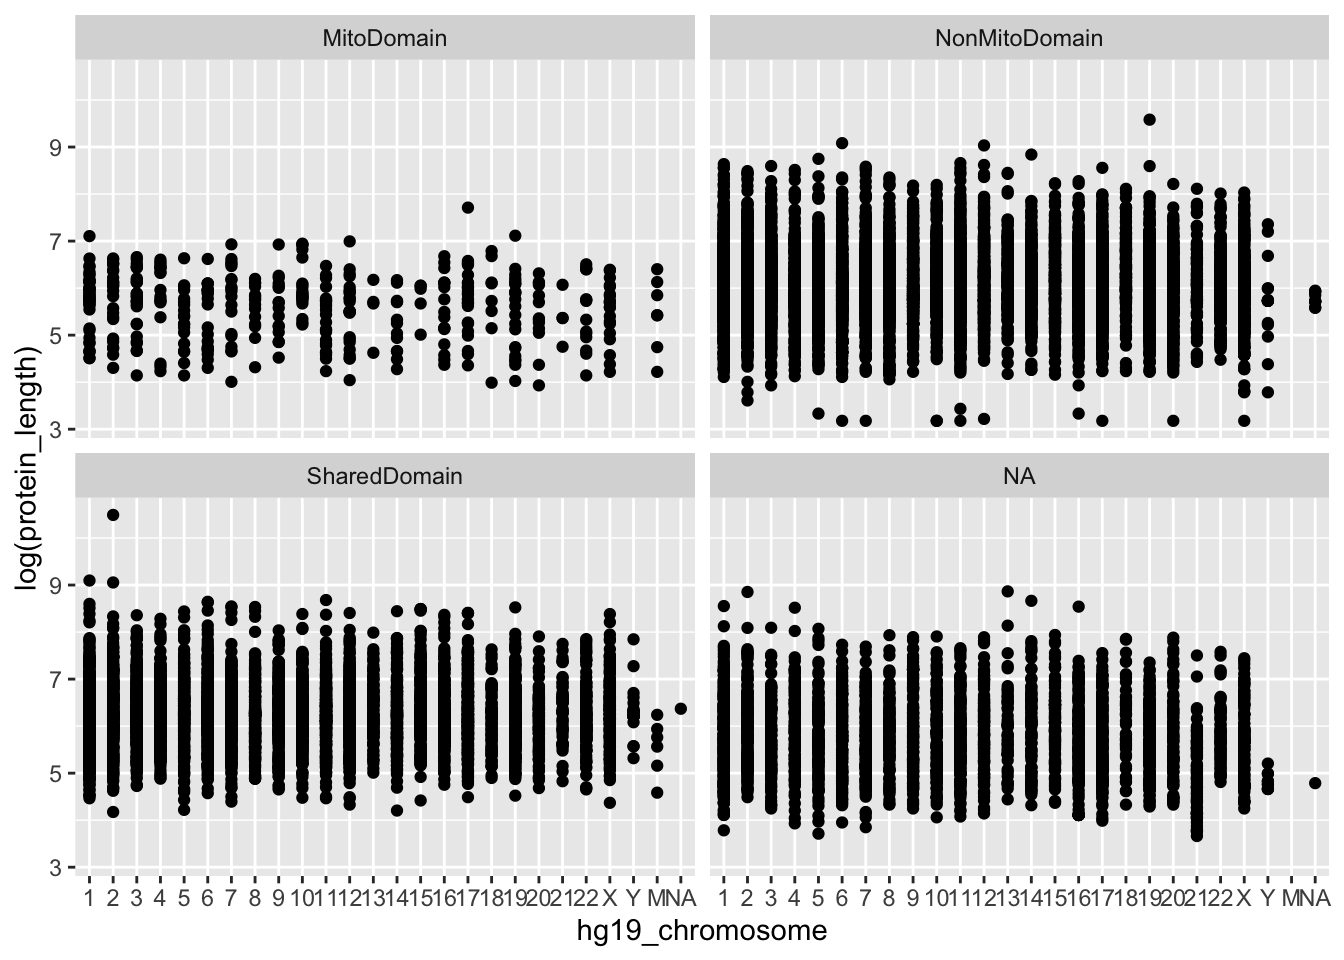 MitoDomain
NonMitoDomain
9
7
5
3
SharedDomain
NA
9
7
5
3
log(protein_length)
1 2 3 4 5 6 7 8 9 10 11 12 13 14 15 16 17 18 19 20 21 22 X Y M NA
1 2 3 4 5 6 7 8 9 10 11 12 13 14 15 16 17 18 19 20 21 22 X Y M NA
hg19_chromosome